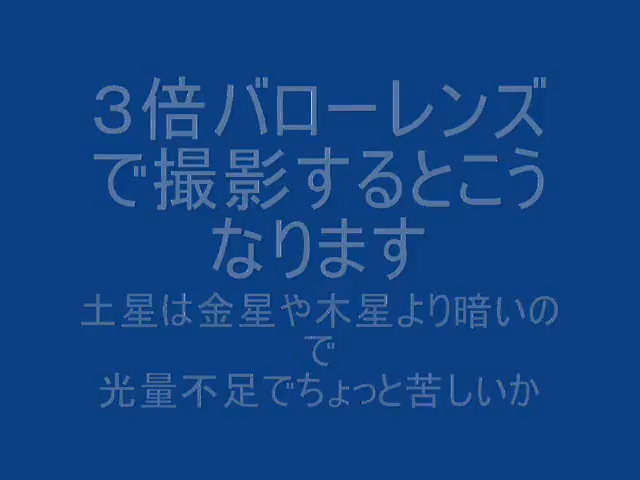 ３倍バローレンズ
で撮影するとこう
なります
土星は金星や木星より暗いの
で
光量不足でちょっと苦しいか